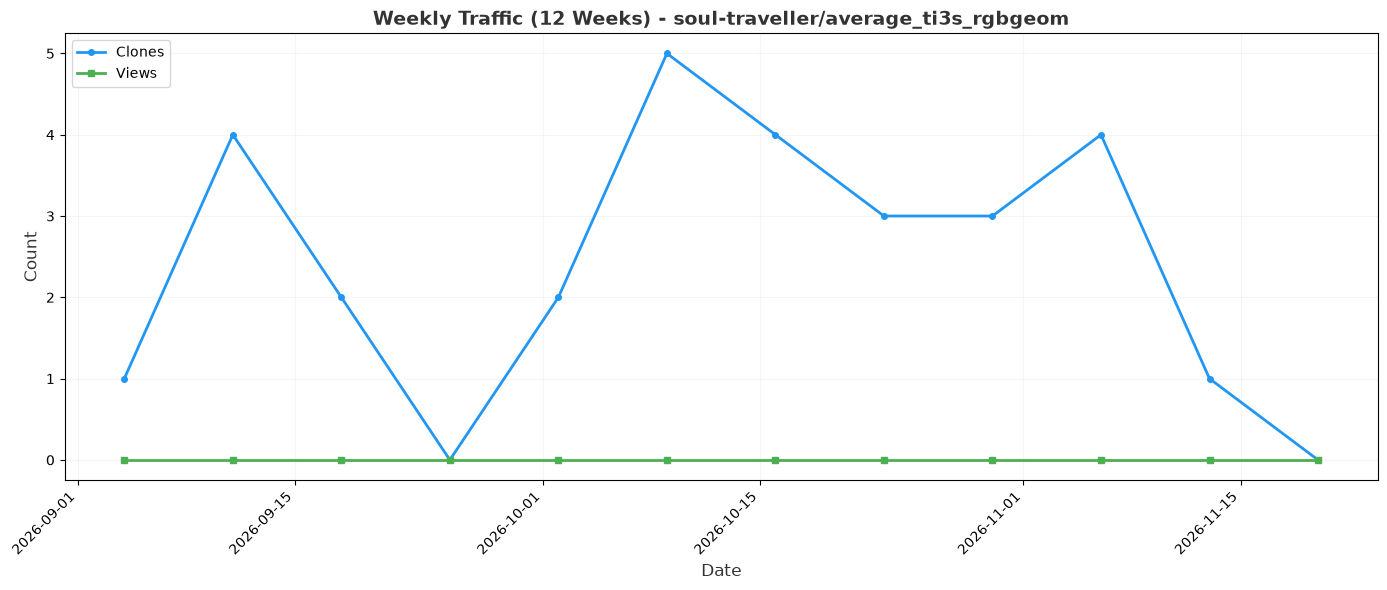 Weekly Traffic (12 Weeks) - soul-traveller/average_ti3s_rgbgeom
Clones
Views
5
4
3
2
1
0
Count
2026-09-01
2026-09-15
2026-10-01
2026-10-15
2026-11-01
2026-11-15
Date